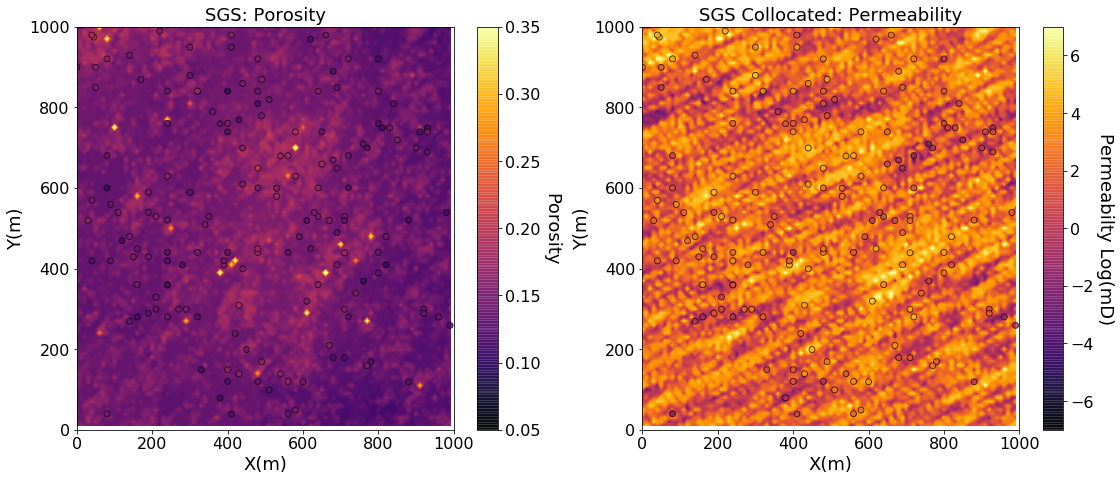 SGS: Porosity
1000
800
600
400
200
0
Y(m)
0 200 400 600 800 1000
X(m)
0.35
0.30
0.25
0.20
0.15
0.10
0.05
Porosity
SGS Collocated: Permeability
1000
800
600
400
200
0
Y(m)
0 200 400 600 800 1000
X(m)
6
4
2
0
−2
−4
−6
Permeabilty Log(mD)